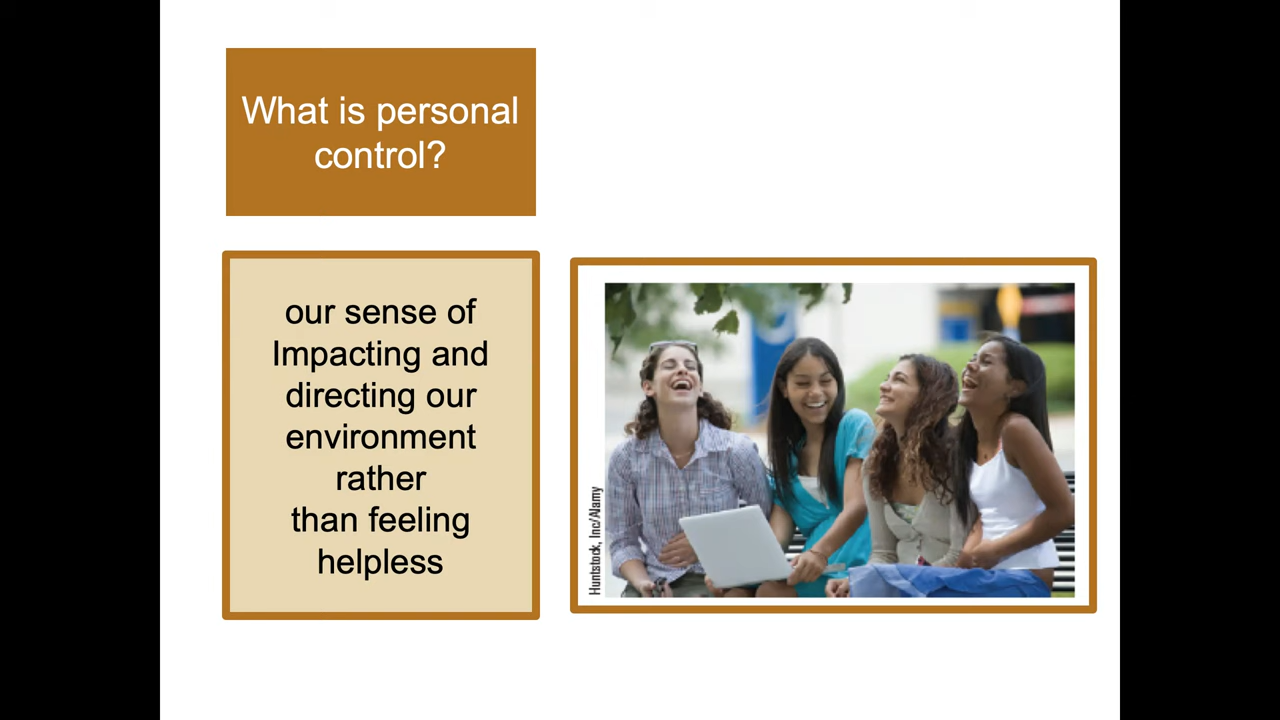 What is personal
control?
our sense of
Impacting and
directing our
environment
rather
than feeling
helpless
Huntstock, Inc/Alamy